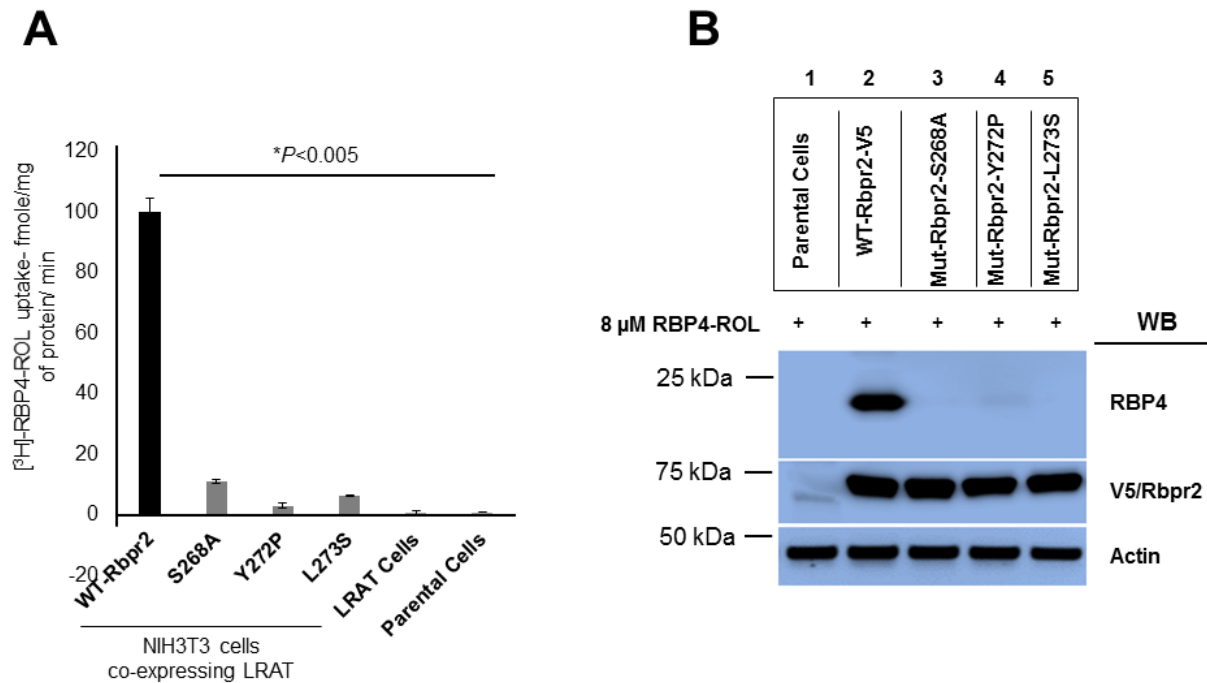 A
[³H]-RBP4-ROL uptake- fmole/mg
of protein/ min
120
100
80
60
40
20
0
-20
*P<0.005
WT-Rbpr2
S268A
Y272P
L273S
LRAT Cells
Parental Cells
NIH3T3 cells
co-expressing LRAT
B
1 2 3 4 5
Parental Cells
WT-Rbpr2-V5
Mut-Rbpr2-S268A
Mut-Rbpr2-Y272P
Mut-Rbpr2-L273S
8 µM RBP4-ROL + + + + + WB
25 kDa
RBP4
75 kDa
V5/Rbpr2
50 kDa
Actin